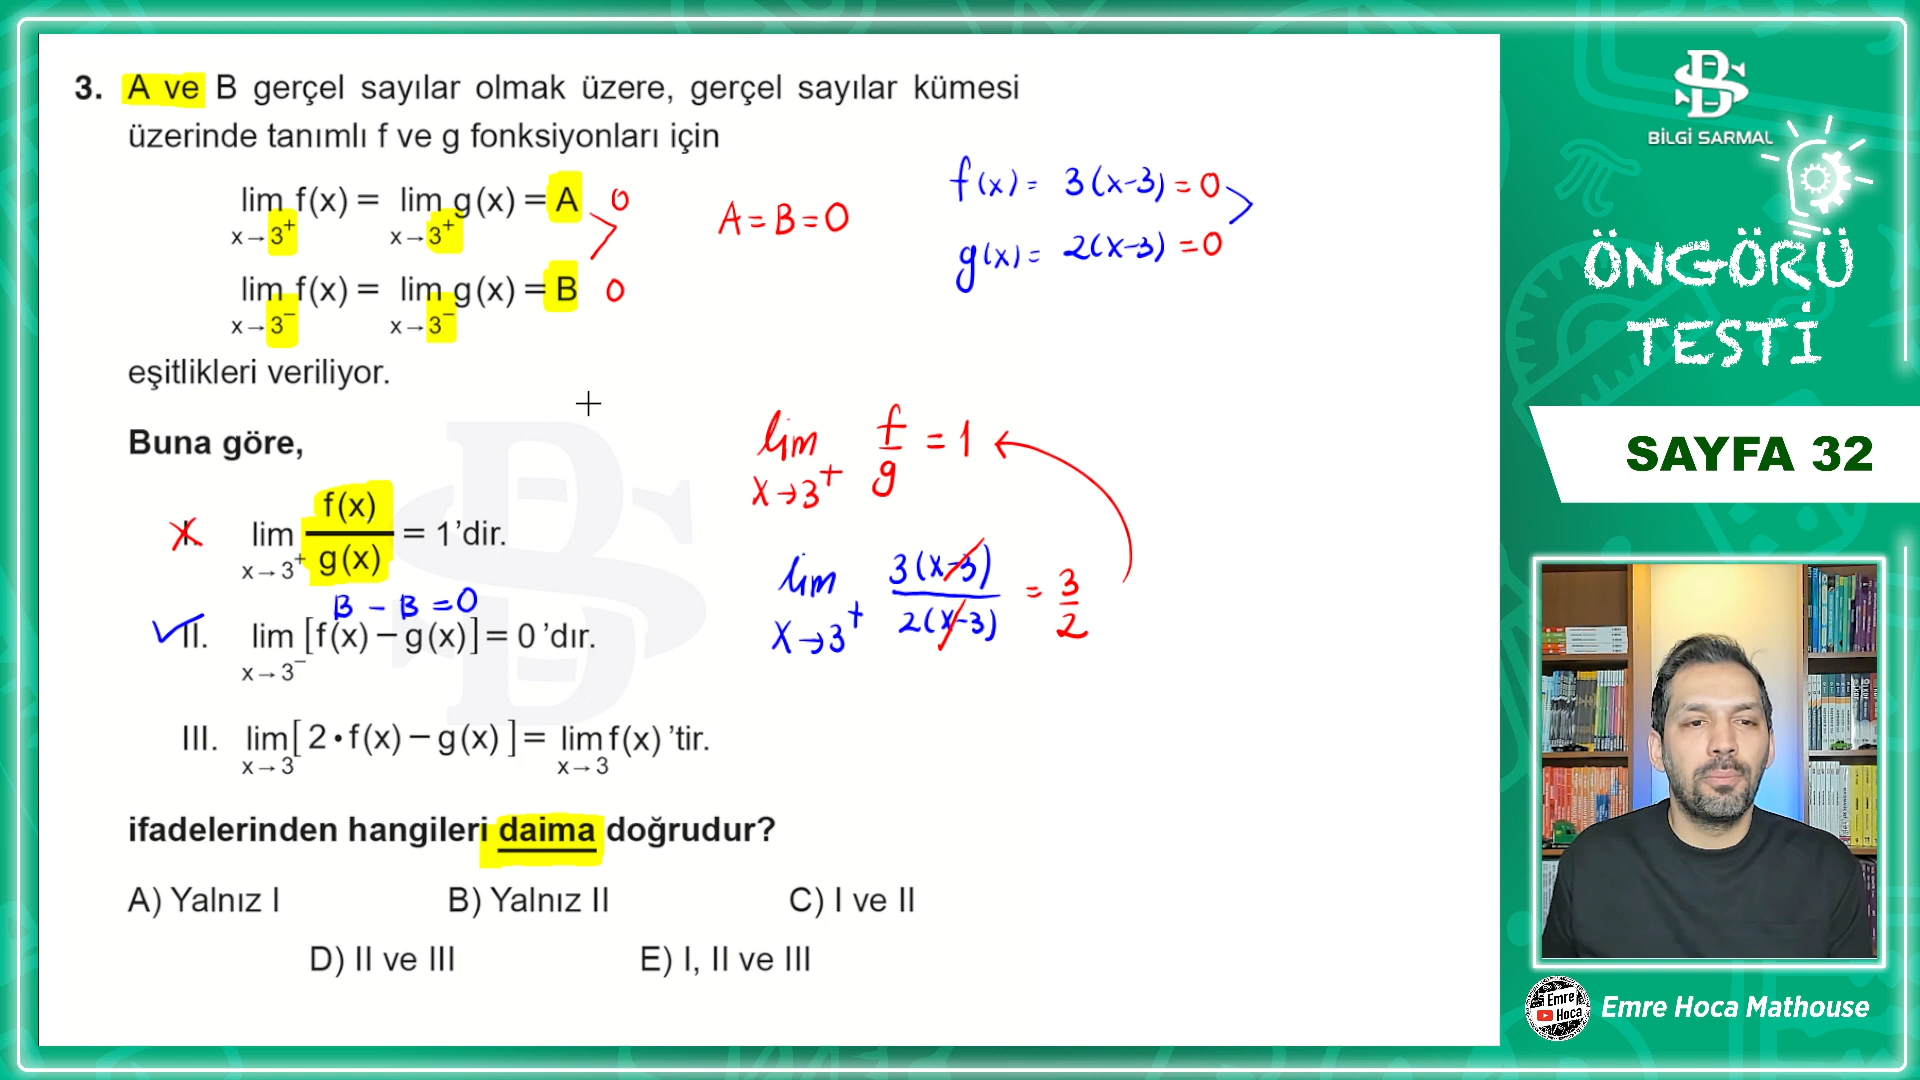 3. A ve B gerçel sayılar olmak üzere, gerçel sayılar kümesi
üzerinde tanımlı f ve g fonksiyonları için
lim f(x) = lim g(x) = A 0
x→3⁺ x→3⁺
lim f(x) = lim g(x) = B 0
x→3⁻ x→3⁻
A = B = 0
f(x) = 3(x-3) = 0
g(x) = 2(x-3) = 0
eşitlikleri veriliyor.
Buna göre,
I. lim f(x)/g(x) = 1'dir.
x→3⁺
B - B = 0
II. lim [f(x) − g(x)] = 0 'dır.
x→3⁻
III. lim [ 2 • f(x) − g(x) ] = lim f(x) 'tir.
x→3 x→3
lim f/g = 1
x→3⁺
lim 3(x-3)/2(x-3) = 3/2
x→3⁺
ifadelerinden hangileri daima doğrudur?
A) Yalnız I B) Yalnız II C) I ve II
D) II ve III E) I, II ve III
BS
BİLGİ SARMAL
ÖNGÖRÜ
TESTİ
SAYFA 32
Emre
Hoca
Emre Hoca Mathouse